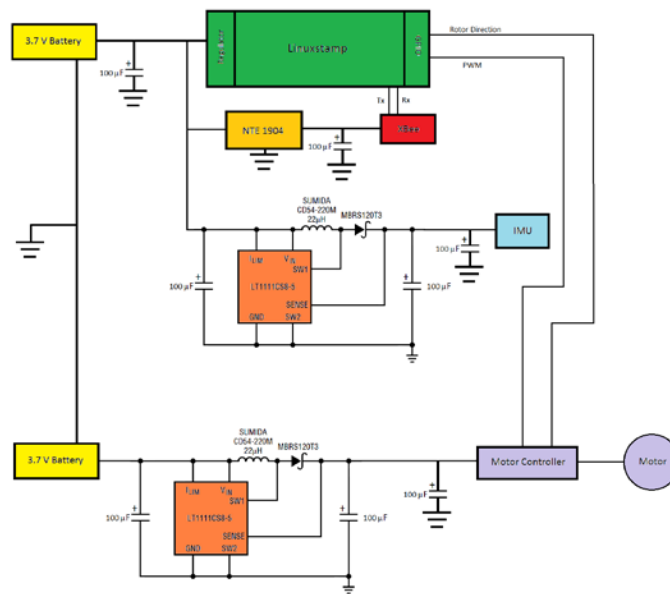 3.7 V Battery
100 µF
Regulator
Linuxstamp
Rotor Direction
PWM
Tx
Rx
NTE 1904
XBee
100 µF
SUMIDA
CD54-220M
22µH
MBRS120T3
IMU
100 µF
ILIM
VIN
SW1
LT1111CS8-5
SENSE
GND
SW2
100 µF
100 µF
3.7 V Battery
SUMIDA
CD54-220M
22µH
MBRS120T3
Motor Controller
Motor
100 µF
ILIM
VIN
SW1
LT1111CS8-5
SENSE
GND
SW2
100 µF
100 µF